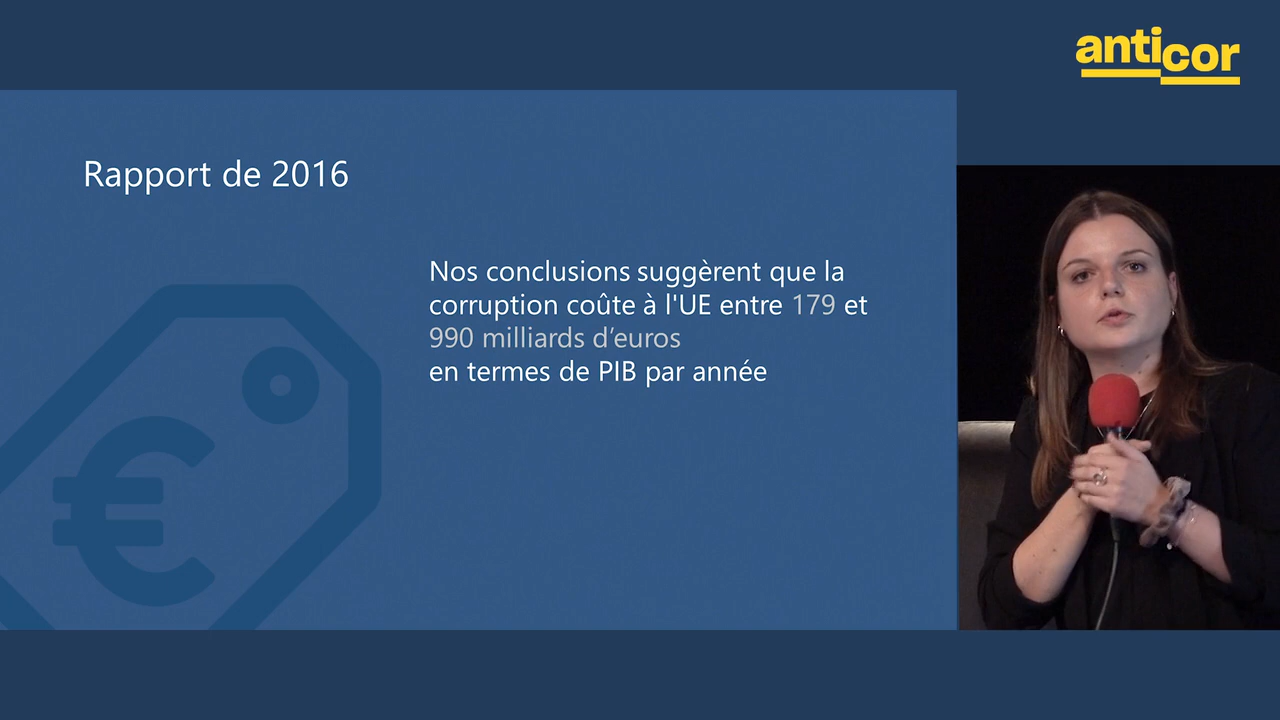 anticor
Rapport de 2016
Nos conclusions suggèrent que la
corruption coûte à l'UE entre 179 et
990 milliards d’euros
en termes de PIB par année